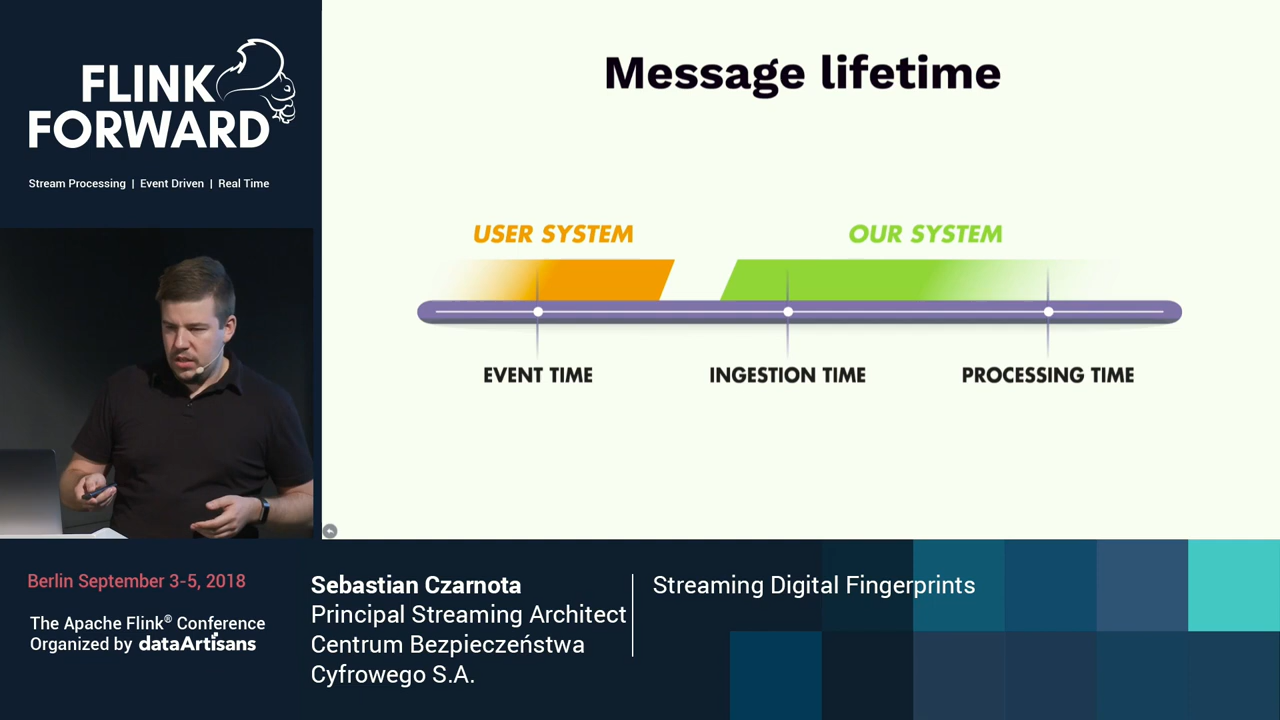 FLINK
FORWARD
Stream Processing | Event Driven | Real Time
Message lifetime
USER SYSTEM
OUR SYSTEM
EVENT TIME
INGESTION TIME
PROCESSING TIME
Berlin September 3-5, 2018
The Apache Flink® Conference
Organized by dataArtisans
Sebastian Czarnota
Principal Streaming Architect
Centrum Bezpieczeństwa
Cyfrowego S.A.
Streaming Digital Fingerprints